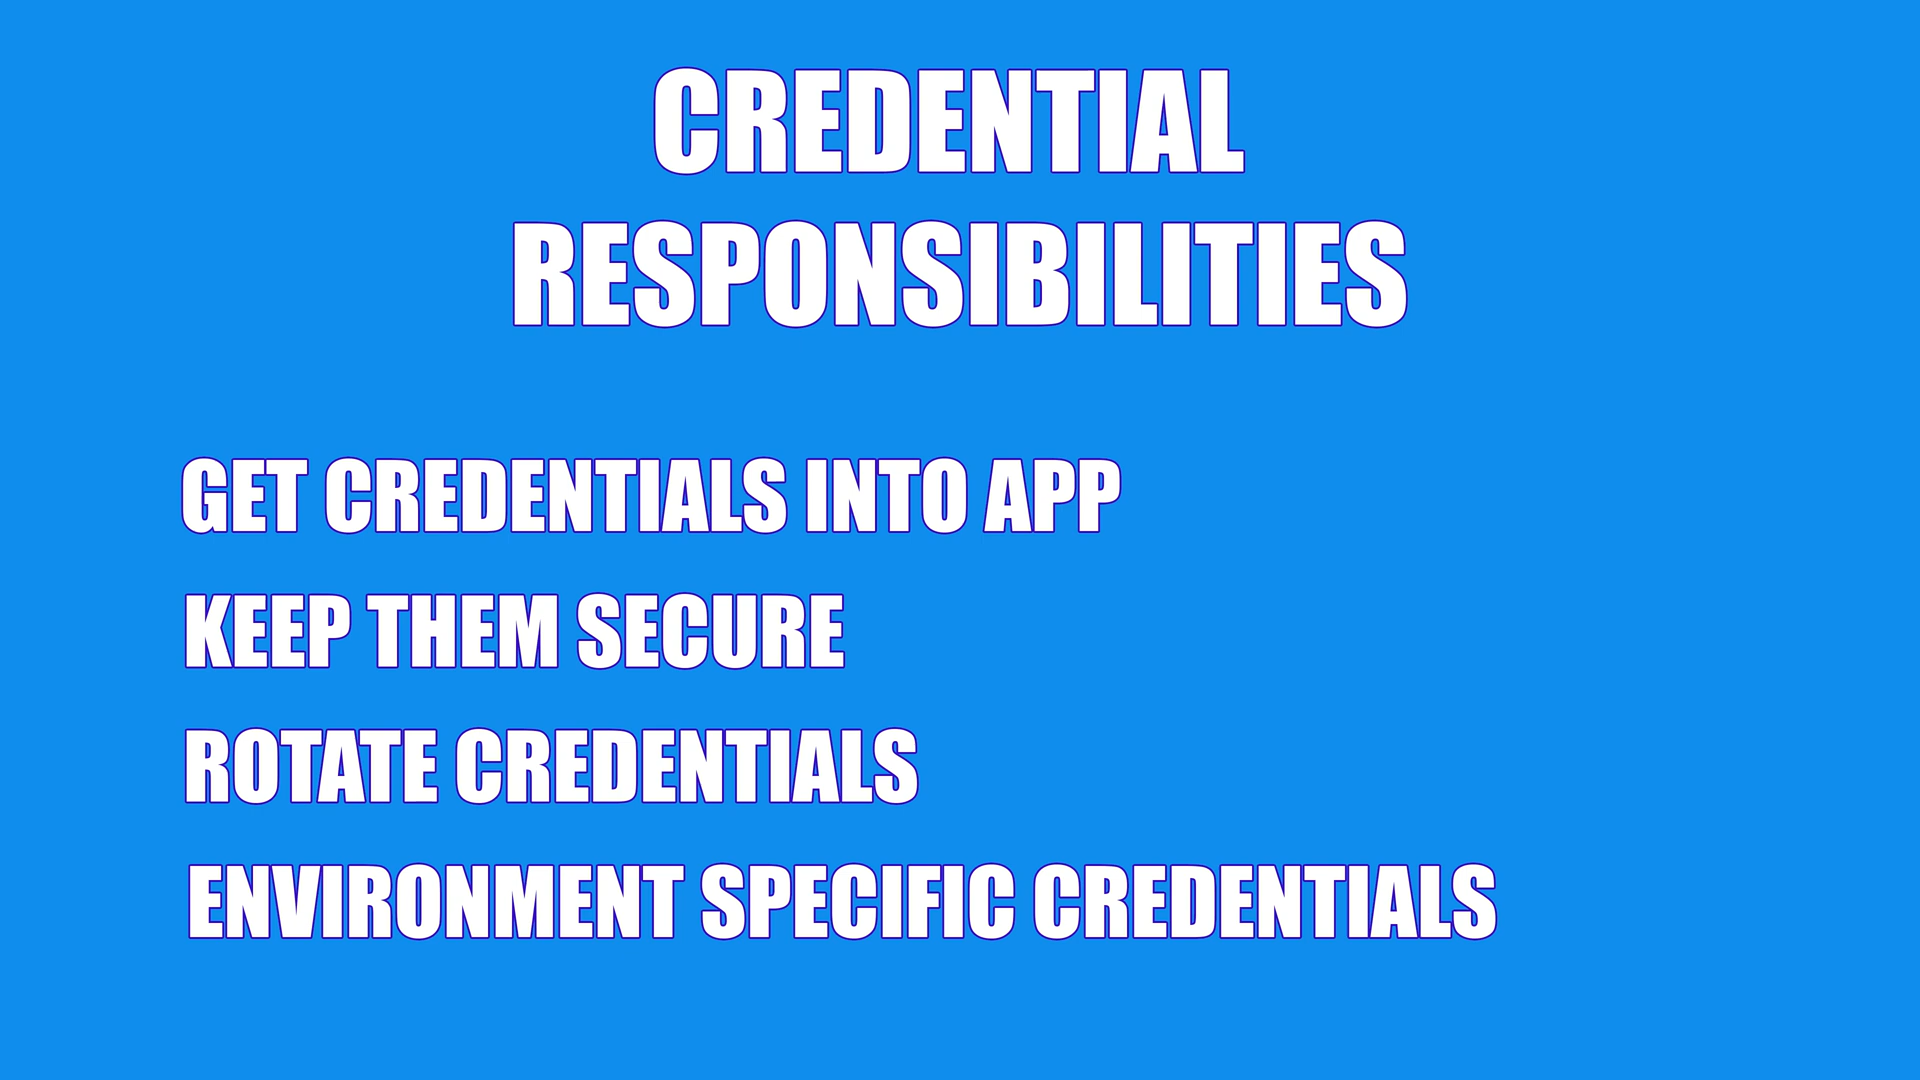 CREDENTIAL
RESPONSIBILITIES
GET CREDENTIALS INTO APP
KEEP THEM SECURE
ROTATE CREDENTIALS
ENVIRONMENT SPECIFIC CREDENTIALS